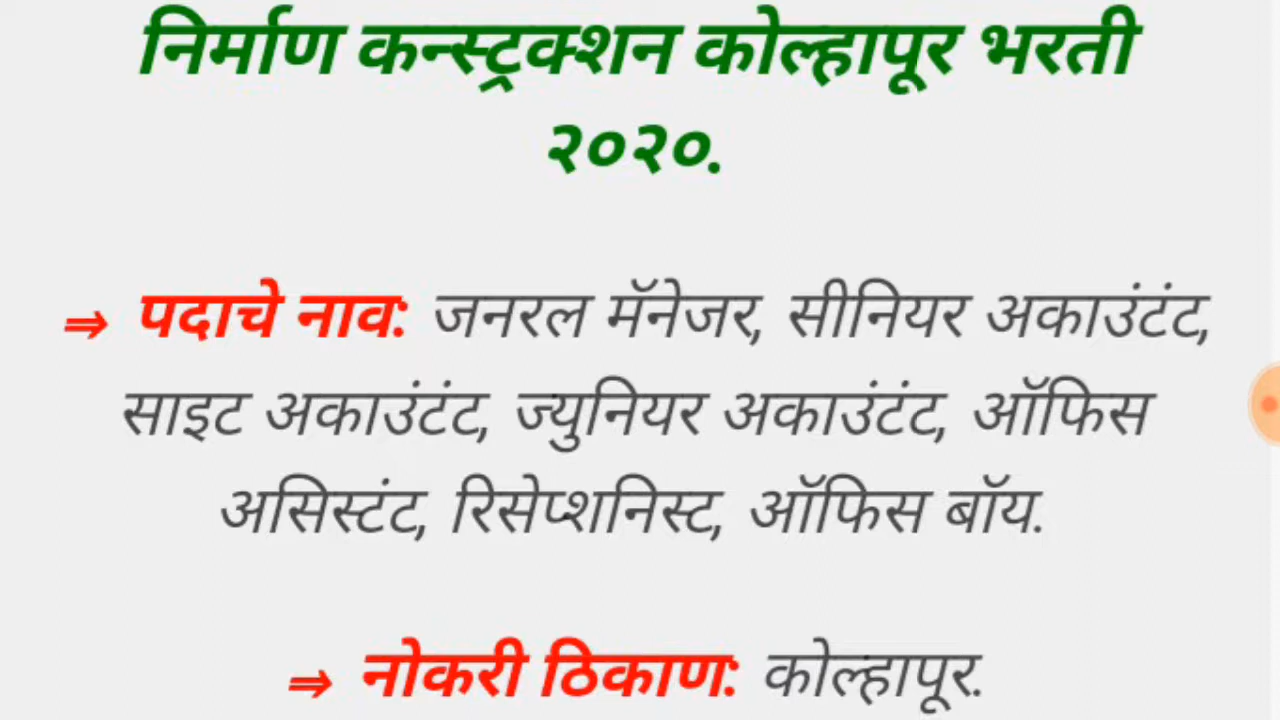 निर्माण कन्स्ट्रक्शन कोल्हापूर भरती
२०२०.
⇒ पदाचे नाव: जनरल मॅनेजर, सीनियर अकाउंटंट,
साइट अकाउंटंट, ज्युनियर अकाउंटंट, ऑफिस
असिस्टंट, रिसेप्शनिस्ट, ऑफिस बॉय.
⇒ नोकरी ठिकाण: कोल्हापूर.